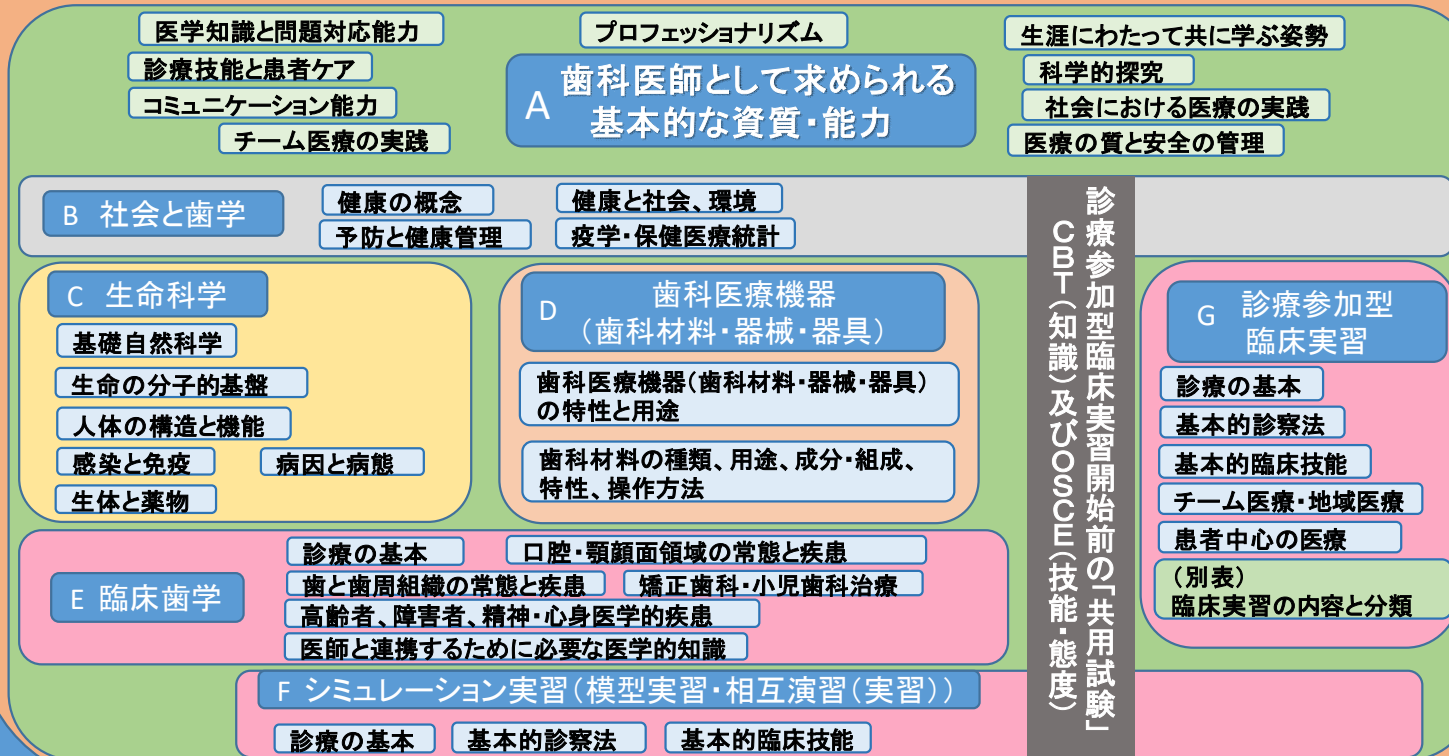 医学知識と問題対応能力
診療技能と患者ケア
コミュニケーション能力
チーム医療の実践
プロフェッショナリズム
A 歯科医師として求められる
基本的な資質・能力
生涯にわたって共に学ぶ姿勢
科学的探究
社会における医療の実践
医療の質と安全の管理
B 社会と歯学
健康の概念
健康と社会、環境
予防と健康管理
疫学・保健医療統計
C 生命科学
基礎自然科学
生命の分子的基盤
人体の構造と機能
感染と免疫
病因と病態
生体と薬物
D 歯科医療機器
(歯科材料・器械・器具)
歯科医療機器(歯科材料・器械・器具)
の特性と用途
歯科材料の種類、用途、成分・組成、
特性、操作方法
E 臨床歯学
診療の基本
口腔・顎顔面領域の常態と疾患
歯と歯周組織の常態と疾患
矯正歯科・小児歯科治療
高齢者、障害者、精神・心身医学的疾患
医師と連携するために必要な医学的知識
F シミュレーション実習(模型実習・相互演習(実習))
診療の基本
基本的診察法
基本的臨床技能
診療参加型臨床実習開始前の「共用試験」
CBT(知識)及びOSCE(技能・態度)
G 診療参加型
臨床実習
診療の基本
基本的診察法
基本的臨床技能
チーム医療・地域医療
患者中心の医療
(別表)
臨床実習の内容と分類